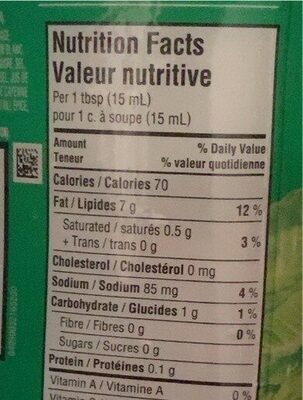 Nutrition Facts
Valeur nutritive
Per 1 tbsp (15 mL)
pour 1 c. à soupe (15 mL)
Amount % Daily Value
Teneur % valeur quotidienne
Calories / Calories 70
Fat / Lipides 7 g 12 %
Saturated / saturés 0.5 g
+ Trans / trans 0 g 3 %
Cholesterol / Cholestérol 0 mg
Sodium / Sodium 85 mg 4 %
Carbohydrate / Glucides 1 g 1 %
Fibre / Fibres 0 g 0 %
Sugars / Sucres 0 g
Protein / Protéines 0.1 g
Vitamin A / Vitamine A 0 %